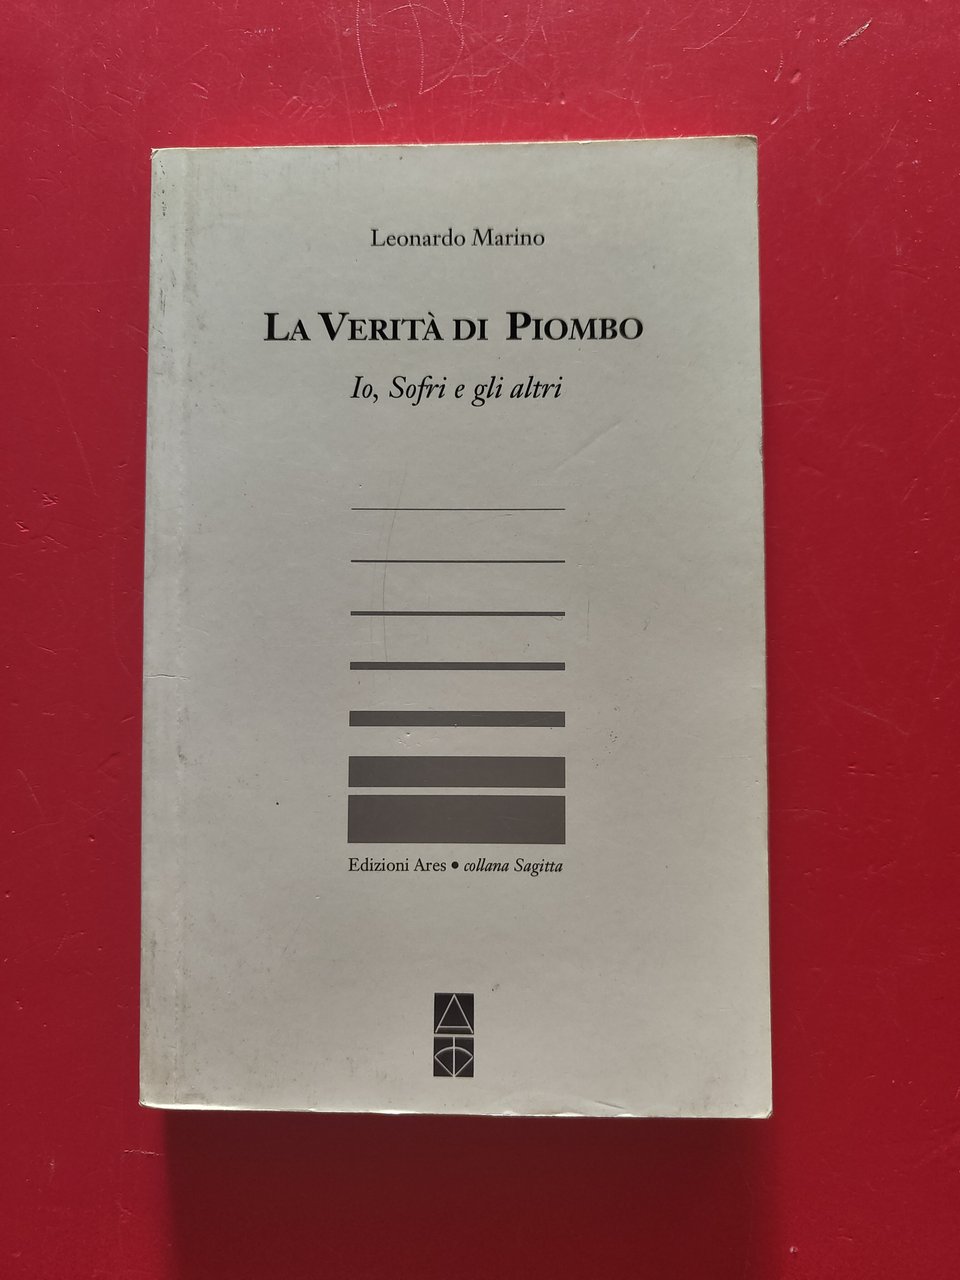 Leonardo Marino
LA VERITÀ DI PIOMBO
Io, Sofri e gli altri
Edizioni Ares • collana Sagitta